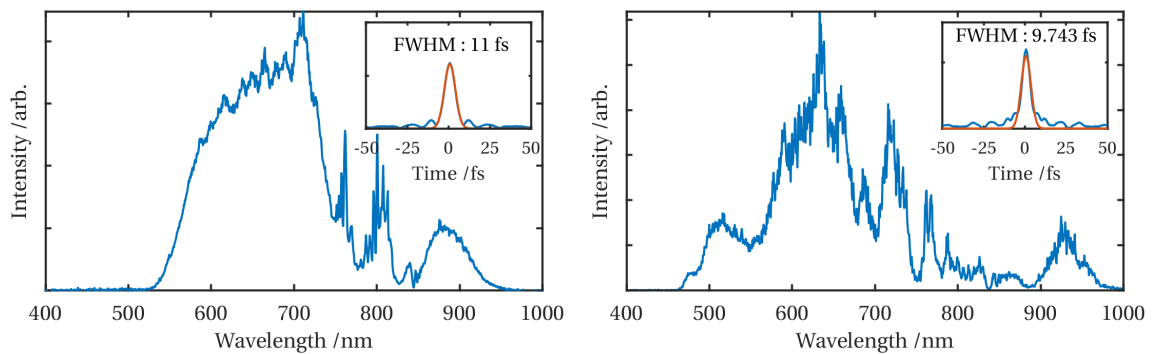 FWHM : 11 fs
-50 -25 0 25 50
Time /fs
Intensity /arb.
400 500 600 700 800 900 1000
Wavelength /nm
FWHM : 9.743 fs
-50 -25 0 25 50
Time /fs
Intensity /arb.
400 500 600 700 800 900 1000
Wavelength /nm